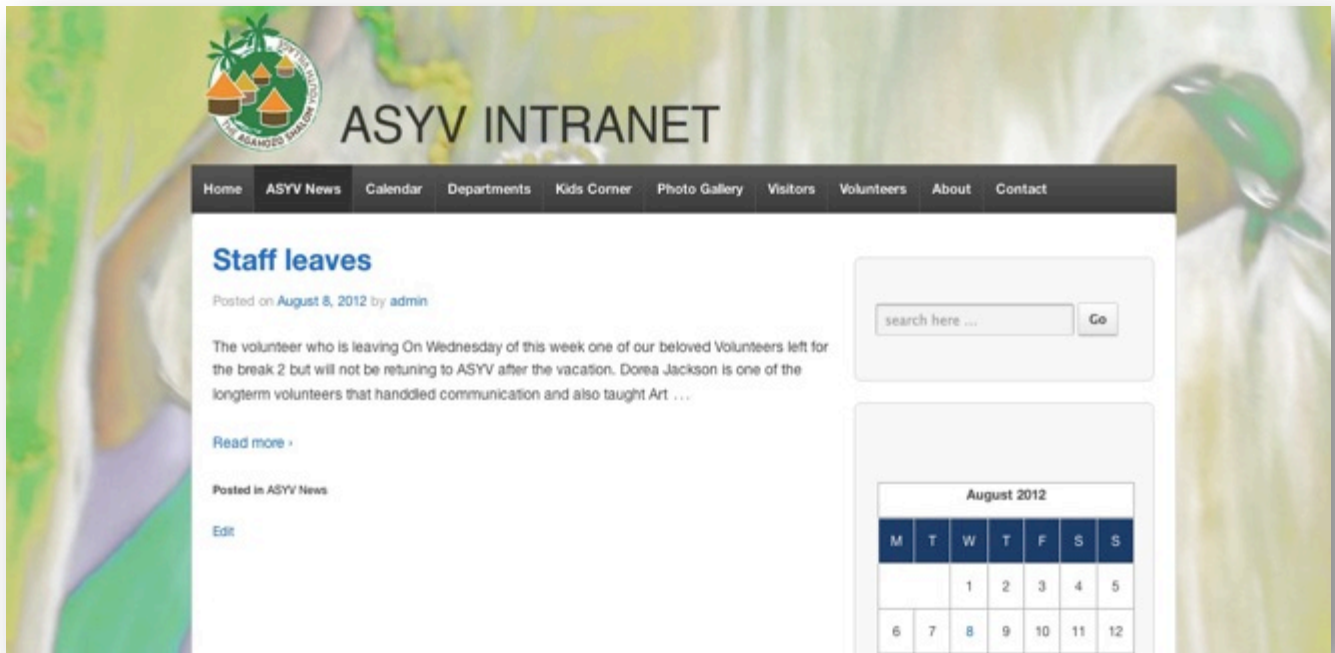 THE AGAHOZO SHALOM YOUTH VILLAGE
ASYV INTRANET
Home ASYV News Calendar Departments Kids Corner Photo Gallery Visitors Volunteers About Contact
Staff leaves
Posted on August 8, 2012 by admin
The volunteer who is leaving On Wednesday of this week one of our beloved Volunteers left for
the break 2 but will not be retuning to ASYV after the vacation. Dorea Jackson is one of the
longterm volunteers that handdled communication and also taught Art …
Read more ›
Posted in ASYV News
Edit
search here ... Go
August 2012
M T W T F S S
1 2 3 4 5
6 7 8 9 10 11 12